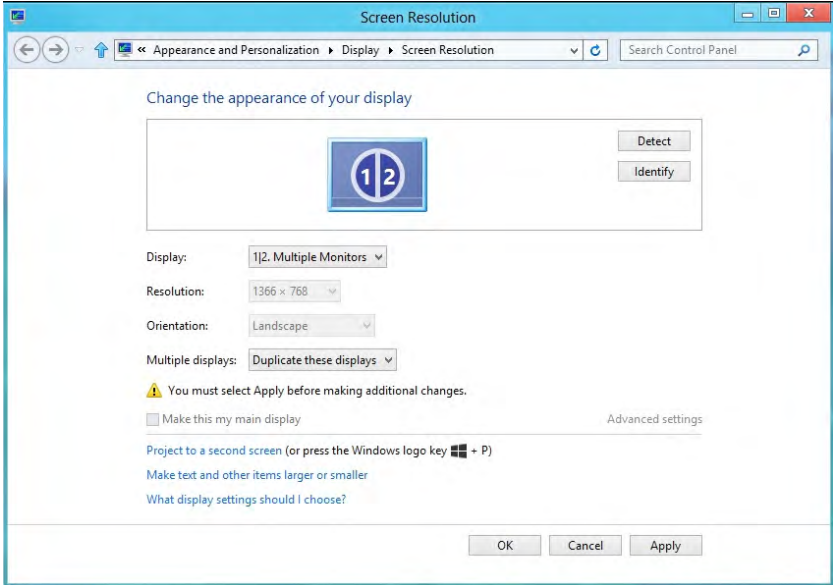 Screen Resolution
« Appearance and Personalization Display Screen Resolution
Search Control Panel
Change the appearance of your display
1 2
Detect
Identify
Display: 1|2. Multiple Monitors
Resolution: 1366 × 768
Orientation: Landscape
Multiple displays: Duplicate these displays
You must select Apply before making additional changes.
Make this my main display
Advanced settings
Project to a second screen (or press the Windows logo key + P)
Make text and other items larger or smaller
What display settings should I choose?
OK Cancel Apply